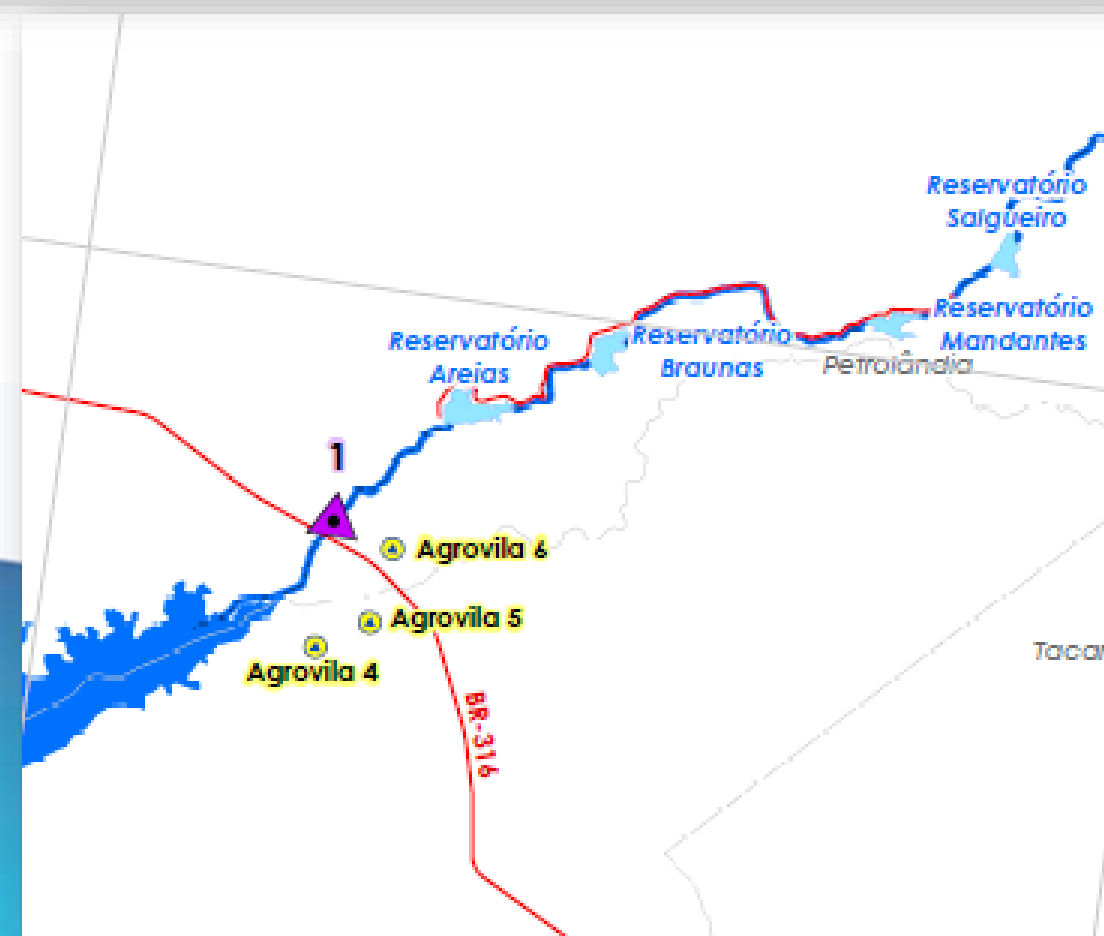 Reservatório
Salgueiro
Reservatório
Mandantes
Reservatório
Braunas
Reservatório
Areias
Petrolândia
1
Agrovila 6
Agrovila 5
Agrovila 4
BR-316